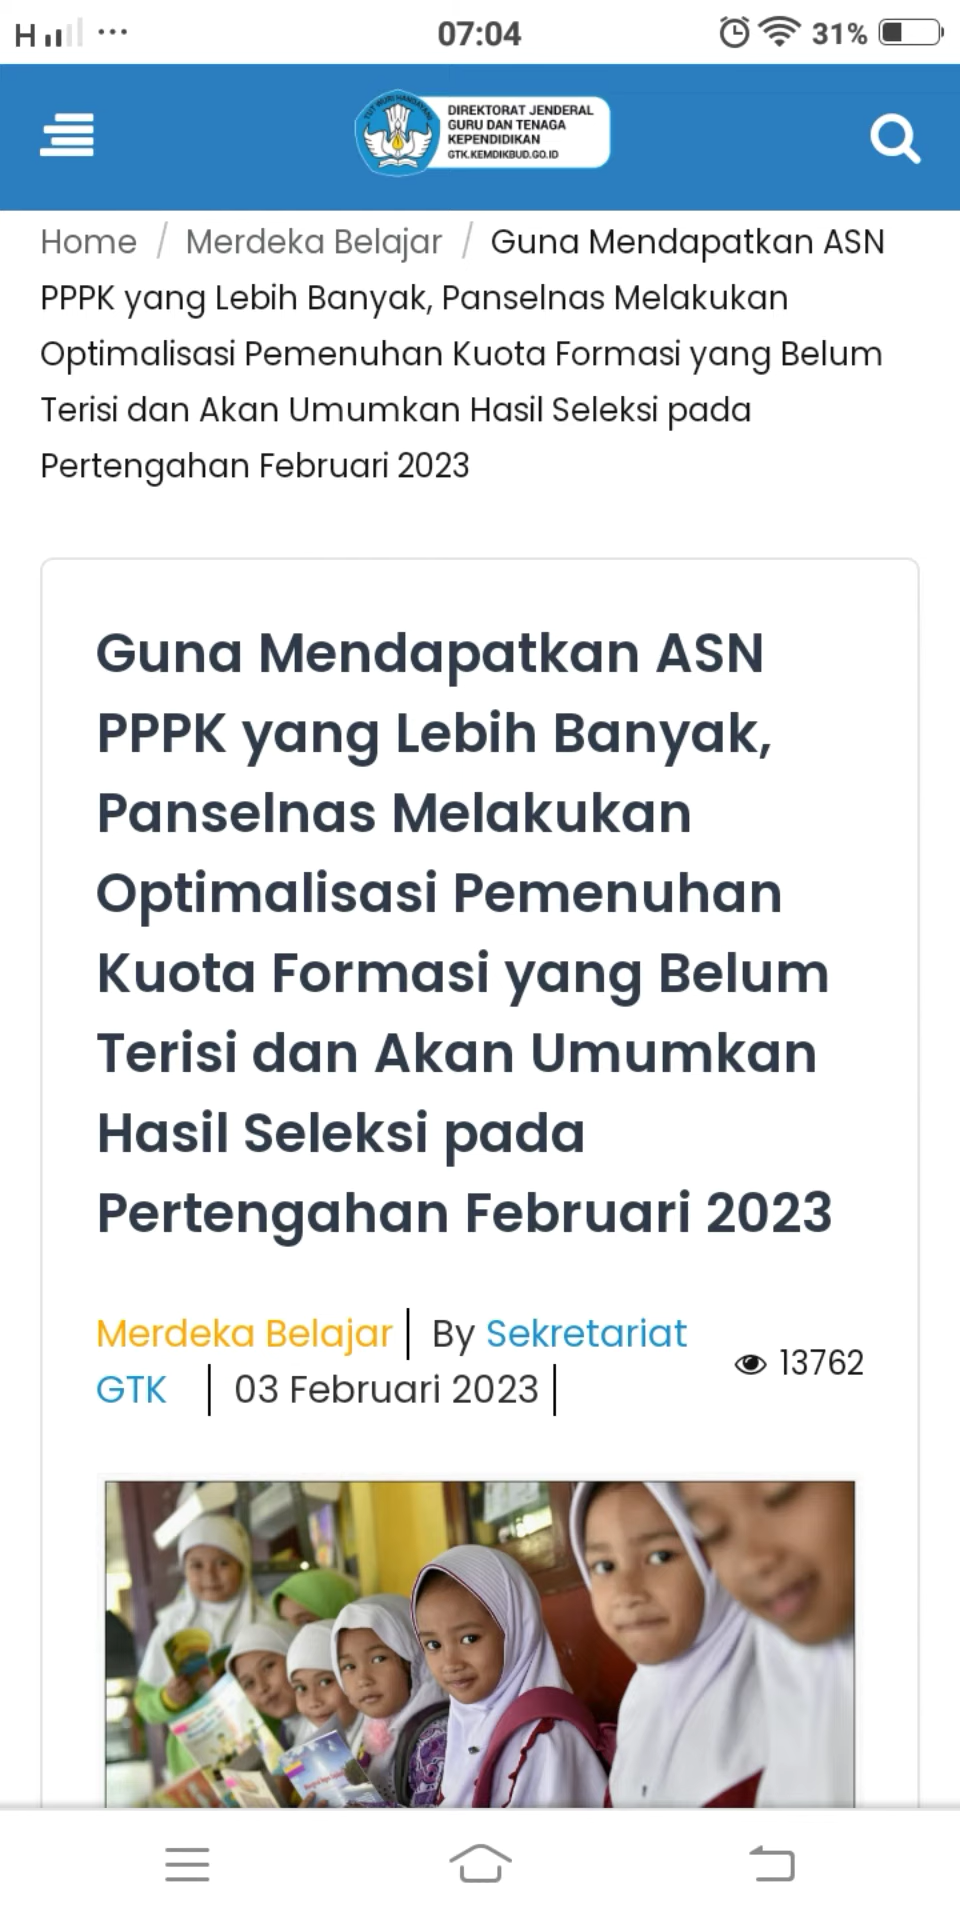 H ... 07:04 31%
TUT WURI HANDAYANI
DIREKTORAT JENDERAL
GURU DAN TENAGA
KEPENDIDIKAN
GTK.KEMDIKBUD.GO.ID
Home / Merdeka Belajar / Guna Mendapatkan ASN
PPPK yang Lebih Banyak, Panselnas Melakukan
Optimalisasi Pemenuhan Kuota Formasi yang Belum
Terisi dan Akan Umumkan Hasil Seleksi pada
Pertengahan Februari 2023
Guna Mendapatkan ASN
PPPK yang Lebih Banyak,
Panselnas Melakukan
Optimalisasi Pemenuhan
Kuota Formasi yang Belum
Terisi dan Akan Umumkan
Hasil Seleksi pada
Pertengahan Februari 2023
Merdeka Belajar | By Sekretariat
GTK | 03 Februari 2023 |
13762